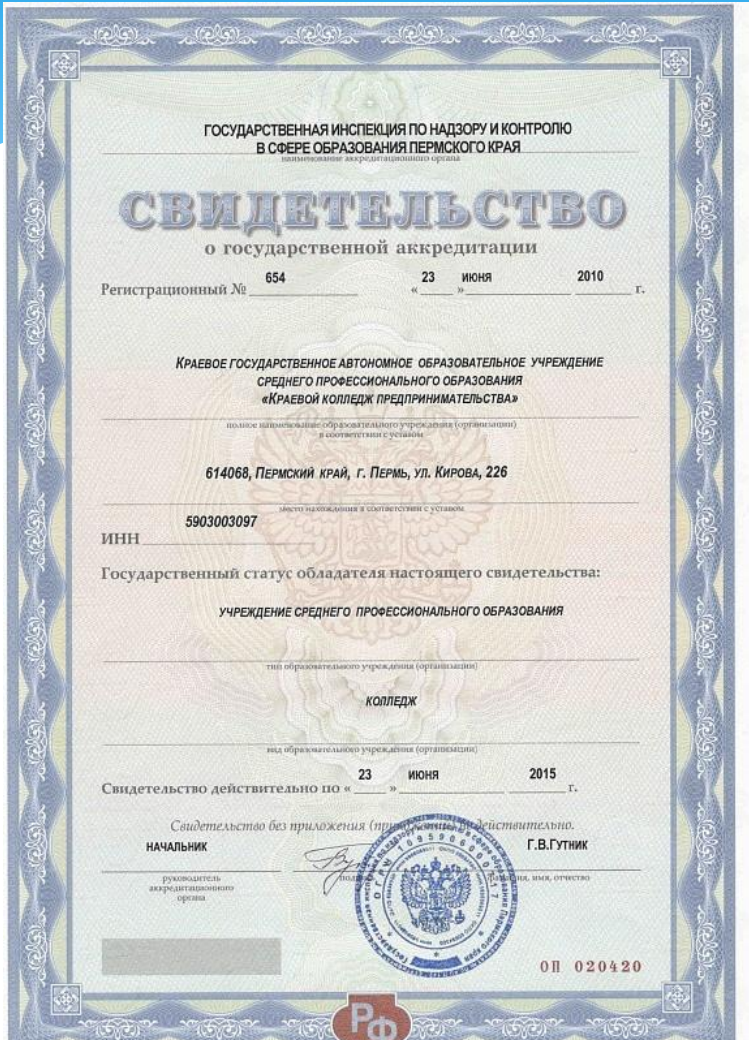 ГОСУДАРСТВЕННАЯ ИНСПЕКЦИЯ ПО НАДЗОРУ И КОНТРОЛЮ
В СФЕРЕ ОБРАЗОВАНИЯ ПЕРМСКОГО КРАЯ
наименование аккредитационного органа
СВИДЕТЕЛЬСТВО
о государственной аккредитации
Регистрационный № 654 « 23 » ИЮНЯ 2010 г.
КРАЕВОЕ ГОСУДАРСТВЕННОЕ АВТОНОМНОЕ ОБРАЗОВАТЕЛЬНОЕ УЧРЕЖДЕНИЕ
СРЕДНЕГО ПРОФЕССИОНАЛЬНОГО ОБРАЗОВАНИЯ
«КРАЕВОЙ КОЛЛЕДЖ ПРЕДПРИНИМАТЕЛЬСТВА»
полное наименование образовательного учреждения (организации)
в соответствии с уставом
614068, ПЕРМСКИЙ КРАЙ, Г. ПЕРМЬ, УЛ. КИРОВА, 226
место нахождения в соответствии с уставом
ИНН 5903003097
Государственный статус обладателя настоящего свидетельства:
УЧРЕЖДЕНИЕ СРЕДНЕГО ПРОФЕССИОНАЛЬНОГО ОБРАЗОВАНИЯ
тип образовательного учреждения (организации)
КОЛЛЕДЖ
вид образовательного учреждения (организации)
Свидетельство действительно по « 23 » ИЮНЯ 2015 г.
Свидетельство без приложения действительно.
НАЧАЛЬНИК Г.В.ГУТНИК
руководитель
аккредитационного
органа
имя, отчество
ОП 020420
РФ